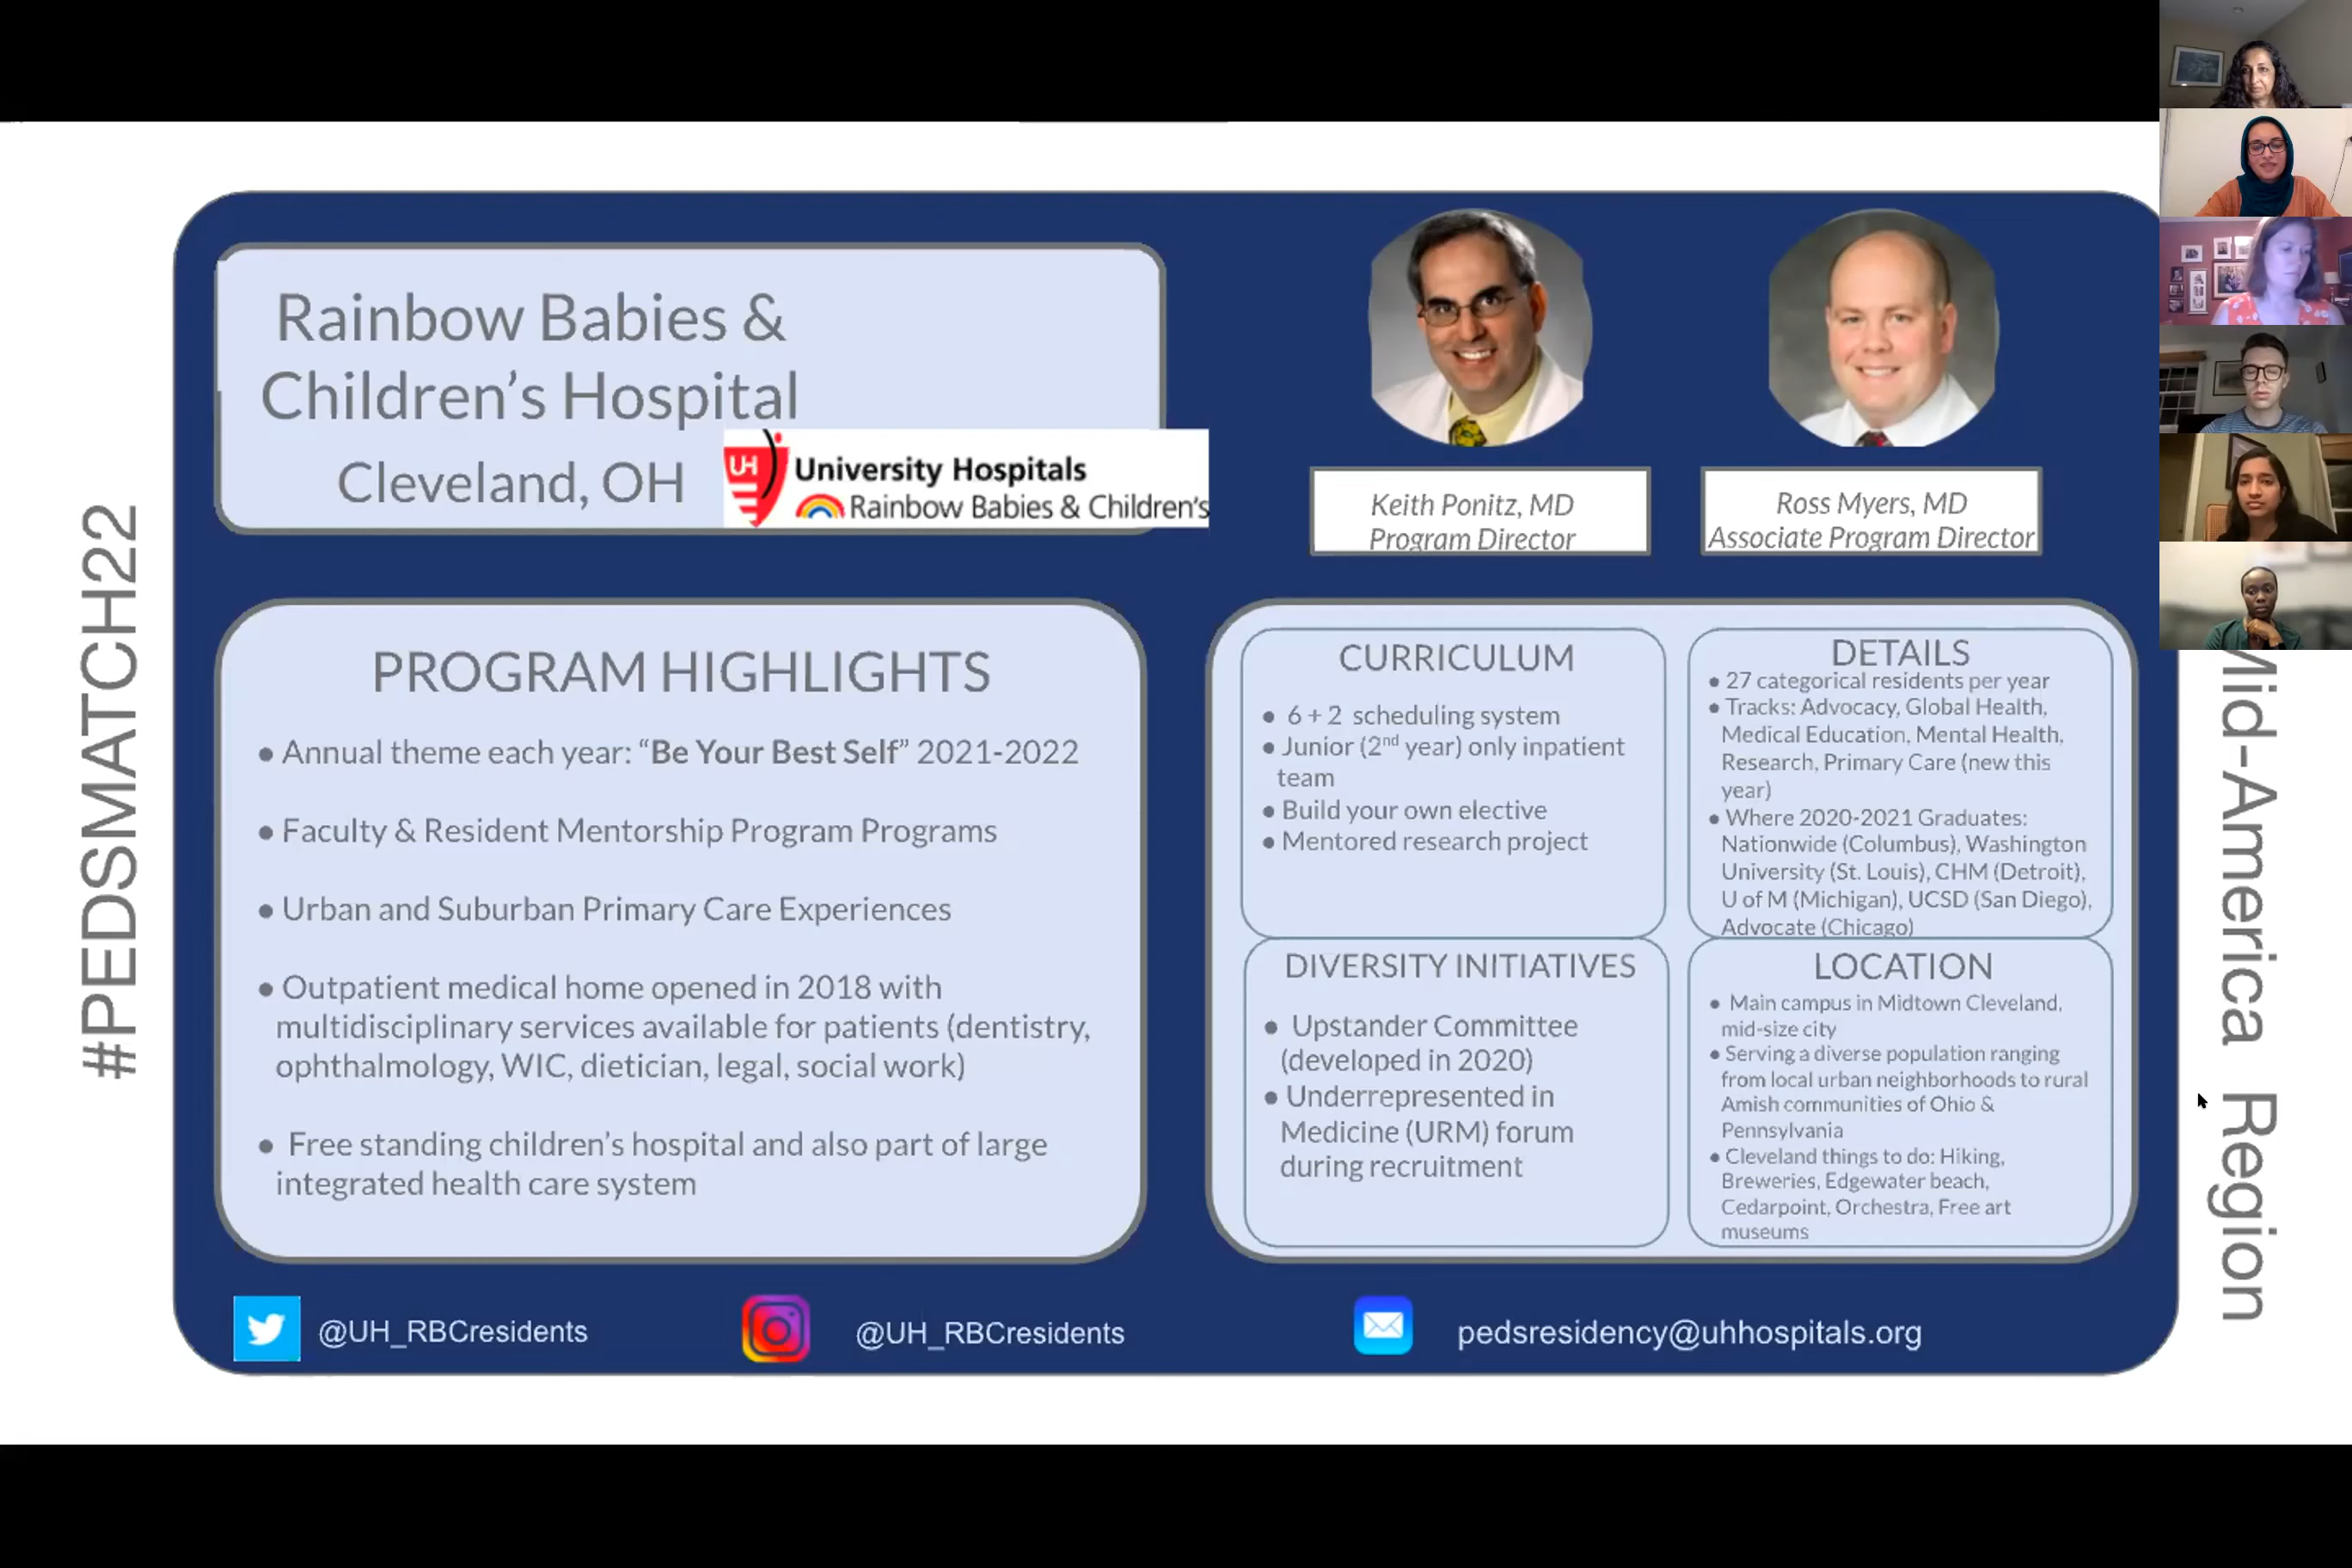 #PEDSMATCH22
Rainbow Babies &
Children's Hospital
Cleveland, OH
UH
University Hospitals
Rainbow Babies & Children's
Keith Ponitz, MD
Program Director
Ross Myers, MD
Associate Program Director
PROGRAM HIGHLIGHTS
● Annual theme each year: “Be Your Best Self” 2021-2022
● Faculty & Resident Mentorship Program Programs
● Urban and Suburban Primary Care Experiences
● Outpatient medical home opened in 2018 with
multidisciplinary services available for patients (dentistry,
ophthalmology, WIC, dietician, legal, social work)
● Free standing children’s hospital and also part of large
integrated health care system
CURRICULUM
● 6 + 2 scheduling system
● Junior (2nd year) only inpatient
team
● Build your own elective
● Mentored research project
DETAILS
● 27 categorical residents per year
● Tracks: Advocacy, Global Health,
Medical Education, Mental Health,
Research, Primary Care (new this
year)
● Where 2020-2021 Graduates:
Nationwide (Columbus), Washington
University (St. Louis), CHM (Detroit),
U of M (Michigan), UCSD (San Diego),
Advocate (Chicago)
DIVERSITY INITIATIVES
● Upstander Committee
(developed in 2020)
● Underrepresented in
Medicine (URM) forum
during recruitment
LOCATION
● Main campus in Midtown Cleveland,
mid-size city
● Serving a diverse population ranging
from local urban neighborhoods to rural
Amish communities of Ohio &
Pennsylvania
● Cleveland things to do: Hiking,
Breweries, Edgewater beach,
Cedarpoint, Orchestra, Free art
museums
@UH_RBCresidents
@UH_RBCresidents
pedsresidency@uhhospitals.org
Mid-America Region